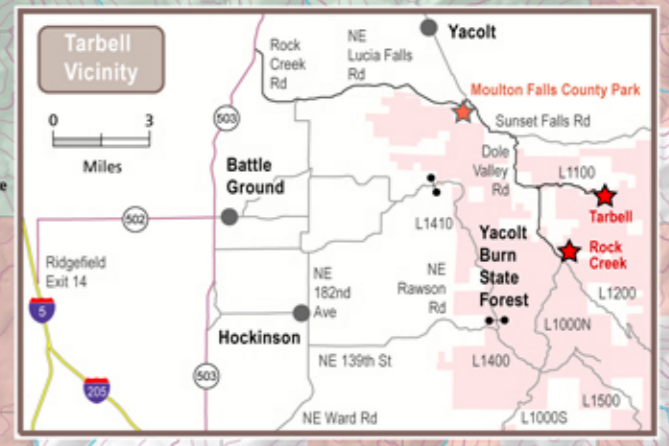 Tarbell
Vicinity
0 3
Miles
Rock
Creek
Rd
NE
Lucia Falls
Rd
Yacolt
Moulton Falls County Park
Sunset Falls Rd
503
Dole
Valley
Rd
L1100
Battle
Ground
Tarbell
502
L1410
Yacolt
Burn
State
Forest
Rock
Creek
Ridgefield
Exit 14
NE
182nd
Ave
NE
Rawson
Rd
L1200
5
Hockinson
L1000N
NE 139th St
L1400
503
205
L1500
NE Ward Rd
L1000S
e